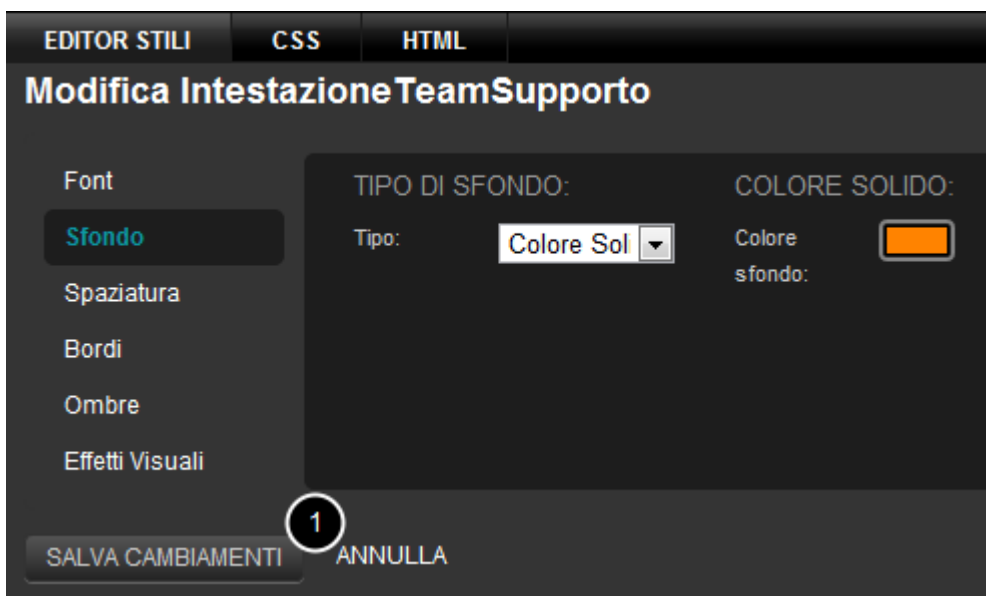 EDITOR STILI CSS HTML
Modifica IntestazioneTeamSupporto
Font
Sfondo
Spaziatura
Bordi
Ombre
Effetti Visuali
TIPO DI SFONDO:
Tipo: Colore Sol
COLORE SOLIDO:
Colore
sfondo:
1
SALVA CAMBIAMENTI ANNULLA